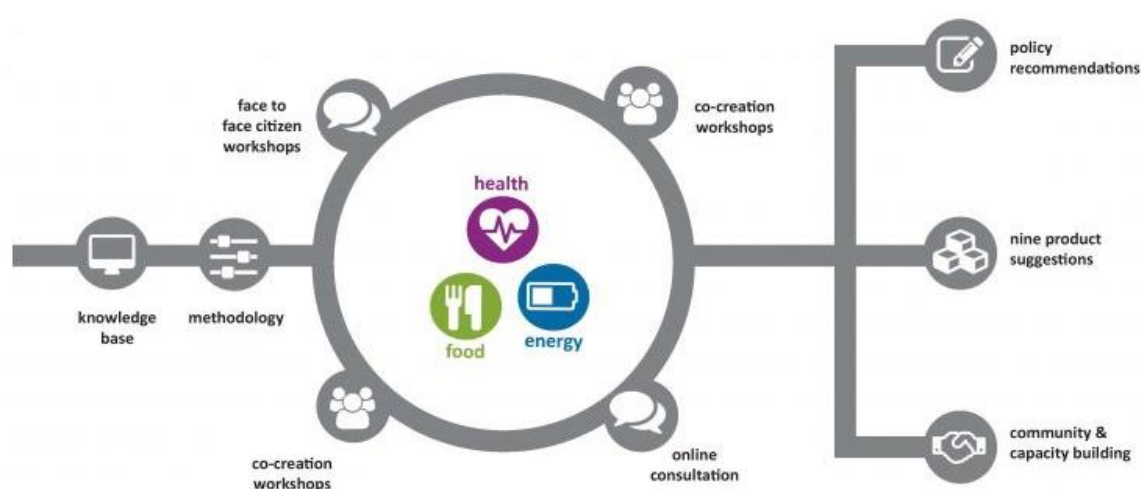 face to
face citizen
workshops
co-creation
workshops
policy
recommendations
health
food
energy
knowledge
base
methodology
nine product
suggestions
co-creation
workshops
online
consultation
community &
capacity building